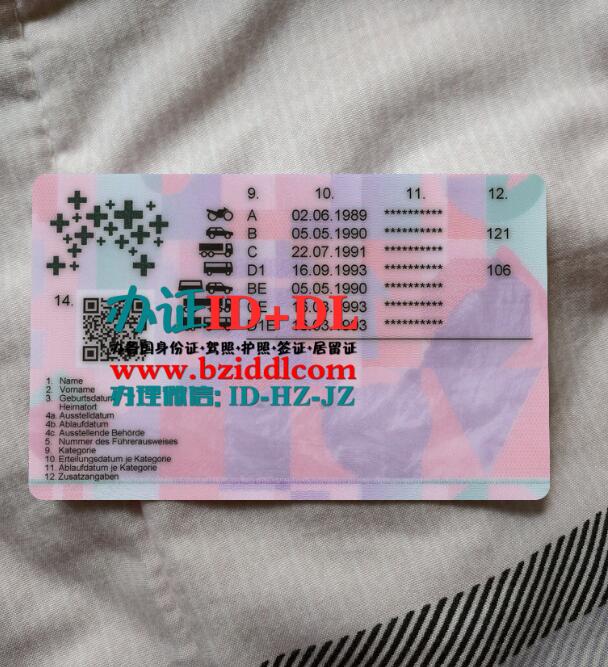 9. 10. 11. 12.
A 02.06.1989 **********
B 05.05.1990 ********** 121
C 22.07.1991 **********
D1 16.09.1993 ********** 106
BE 05.05.1990 **********
**********
**********
14.
办证ID+DL
办各国身份证·驾照·护照·签证·居留证
www.bziddlcom
办理微信: ID-HZ-JZ
1. Name
2. Vorname
3. Geburtsdatum
Heimatort
4a. Ausstelldatum
4b. Ablaufdatum
4c. Ausstellende Behörde
5. Nummer des Führerausweises
9. Kategorie
10. Erteilungsdatum je Kategorie
11. Ablaufdatum je Kategorie
12. Zusatzangaben